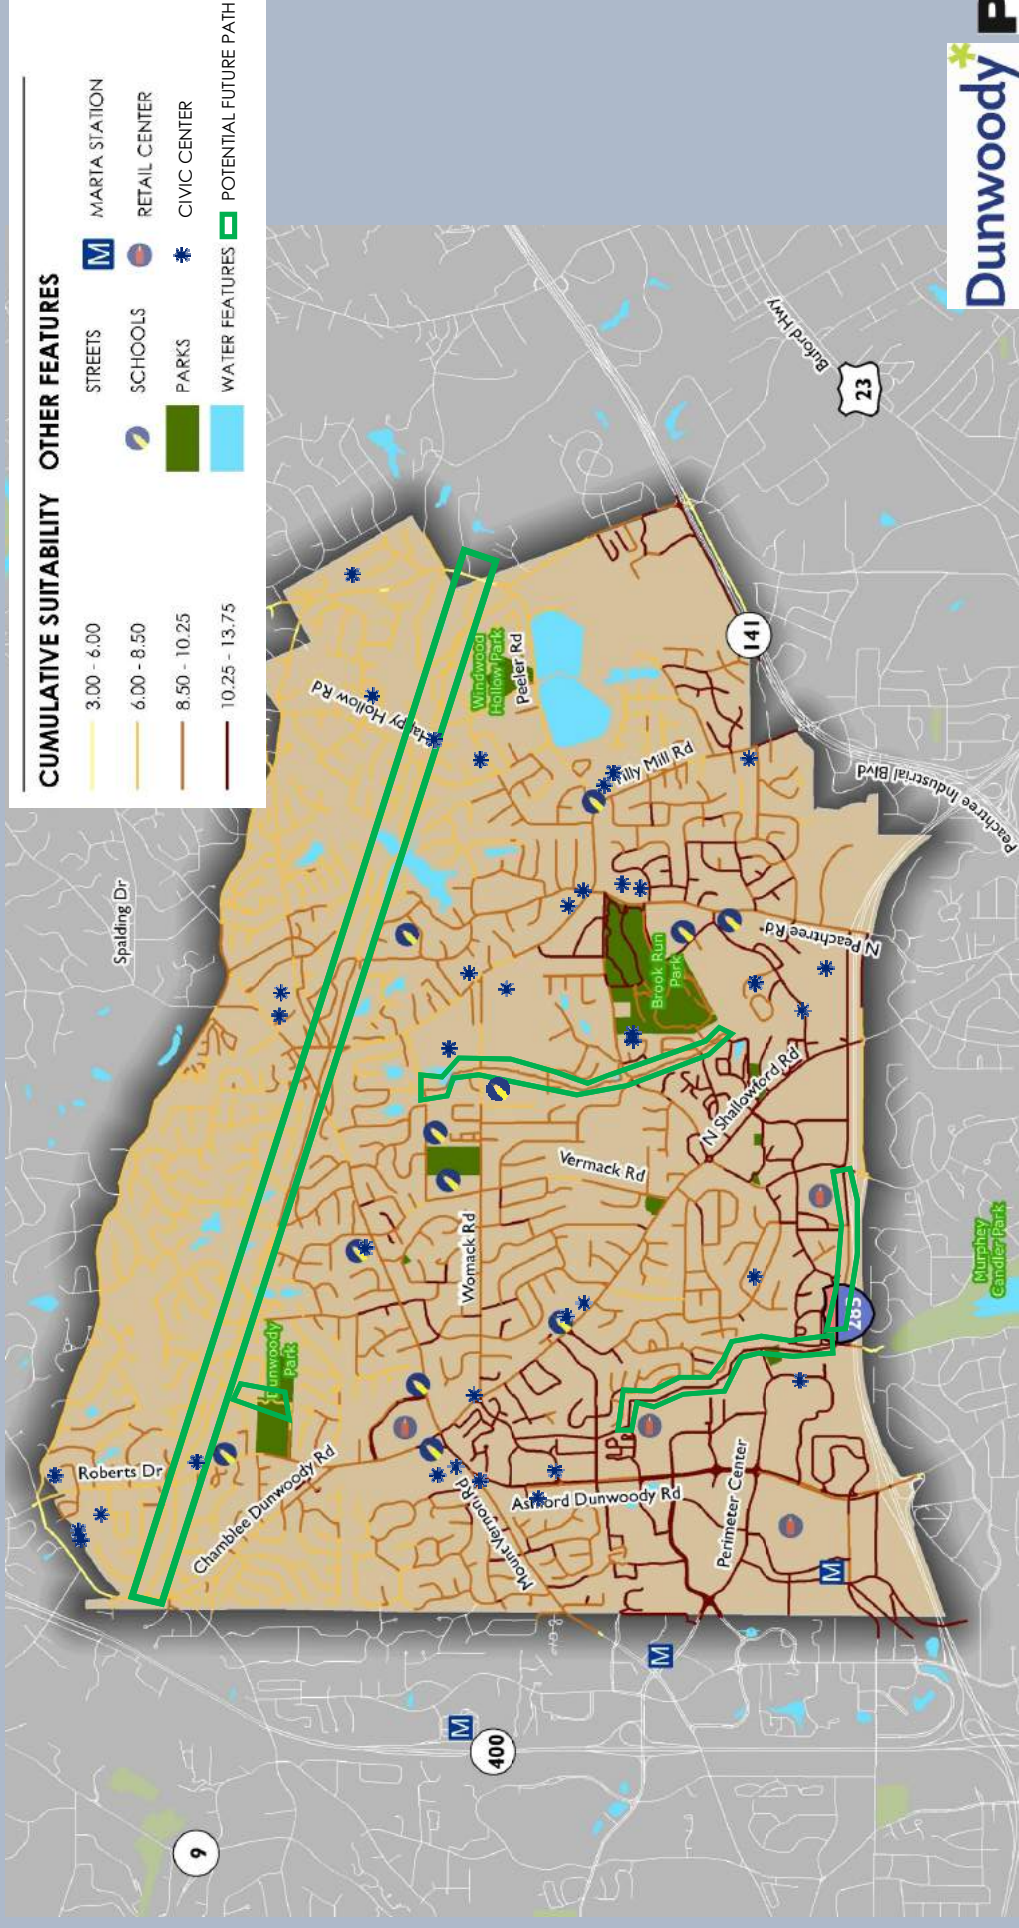 CUMULATIVE SUITABILITY
3.00 - 6.00
6.00 - 8.50
8.50 - 10.25
10.25 - 13.75
OTHER FEATURES
STREETS
SCHOOLS
PARKS
WATER FEATURES
M MARTA STATION
RETAIL CENTER
CIVIC CENTER
POTENTIAL FUTURE PATH
Spalding Dr
Roberts Dr
Dunwoody
Park
Chamblee Dunwoody Rd
Happy Hollow Rd
Windwood
Hollow Park
Peeler Rd
Tilly Mill Rd
Womack Rd
Vermack Rd
Mount Vernon Rd
Ashford Dunwoody Rd
Perimeter Center
Brook Run
Park
N Peachtree Rd
N Shallowford Rd
Peachtree Industrial Blvd
Buford Hwy
Murphey
Candler Park
9
400
M
M
M
285
141
23
Dunwoody
P